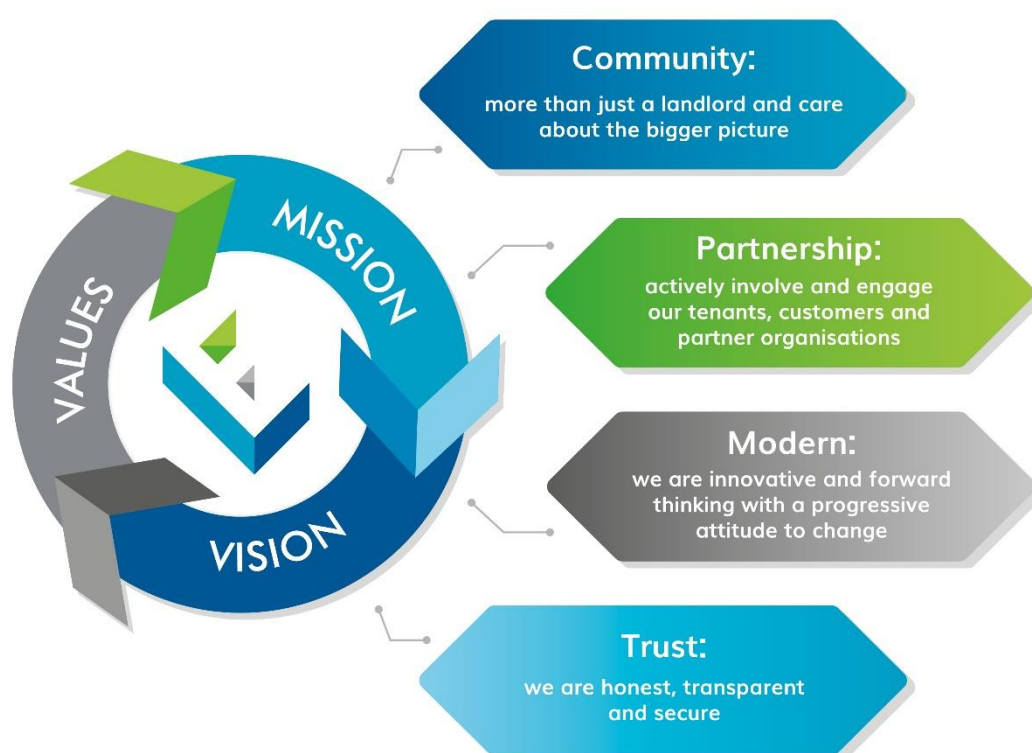 Community:
more than just a landlord and care
about the bigger picture
MISSION
VALUES
VISION
Partnership:
actively involve and engage
our tenants, customers and
partner organisations
Modern:
we are innovative and forward
thinking with a progressive
attitude to change
Trust:
we are honest, transparent
and secure